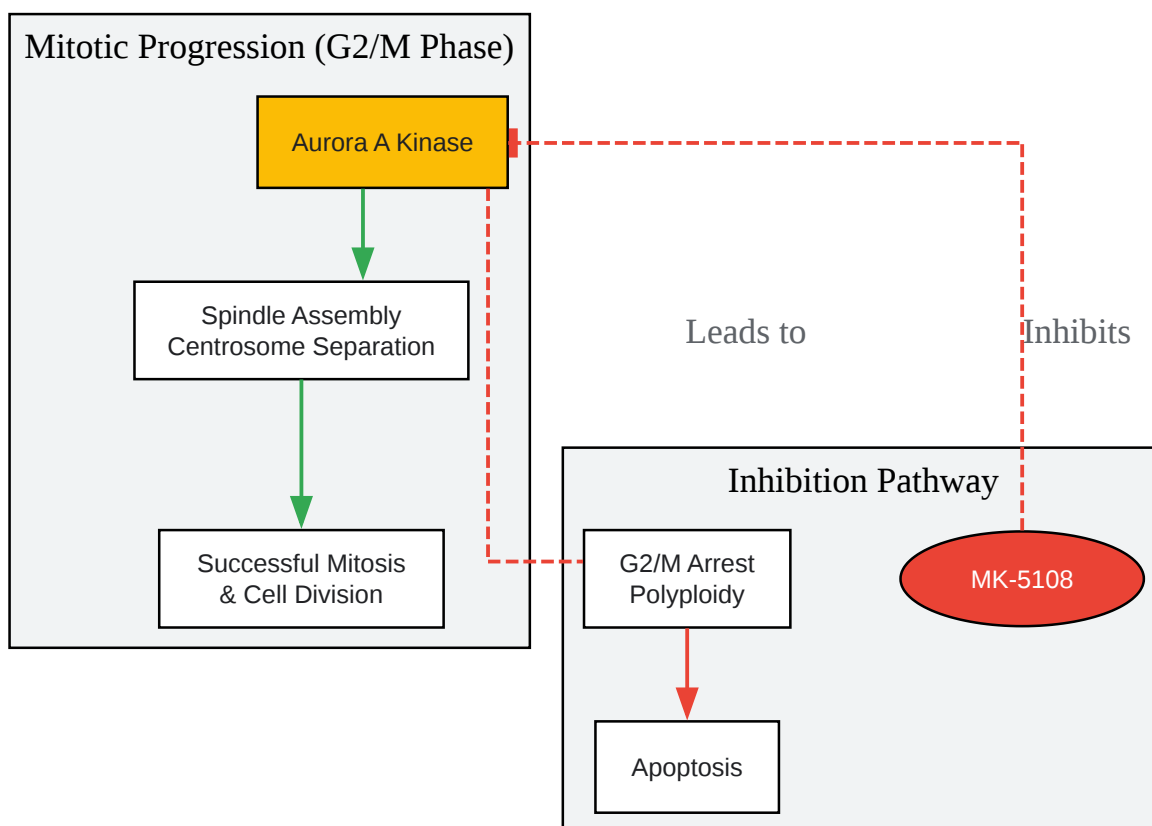 Mitotic Progression (G2/M Phase)
Aurora A Kinase
Spindle Assembly
Centrosome Separation
Successful Mitosis
& Cell Division
Leads to
Inhibits
Inhibition Pathway
G2/M Arrest
Polyploidy
MK-5108
Apoptosis